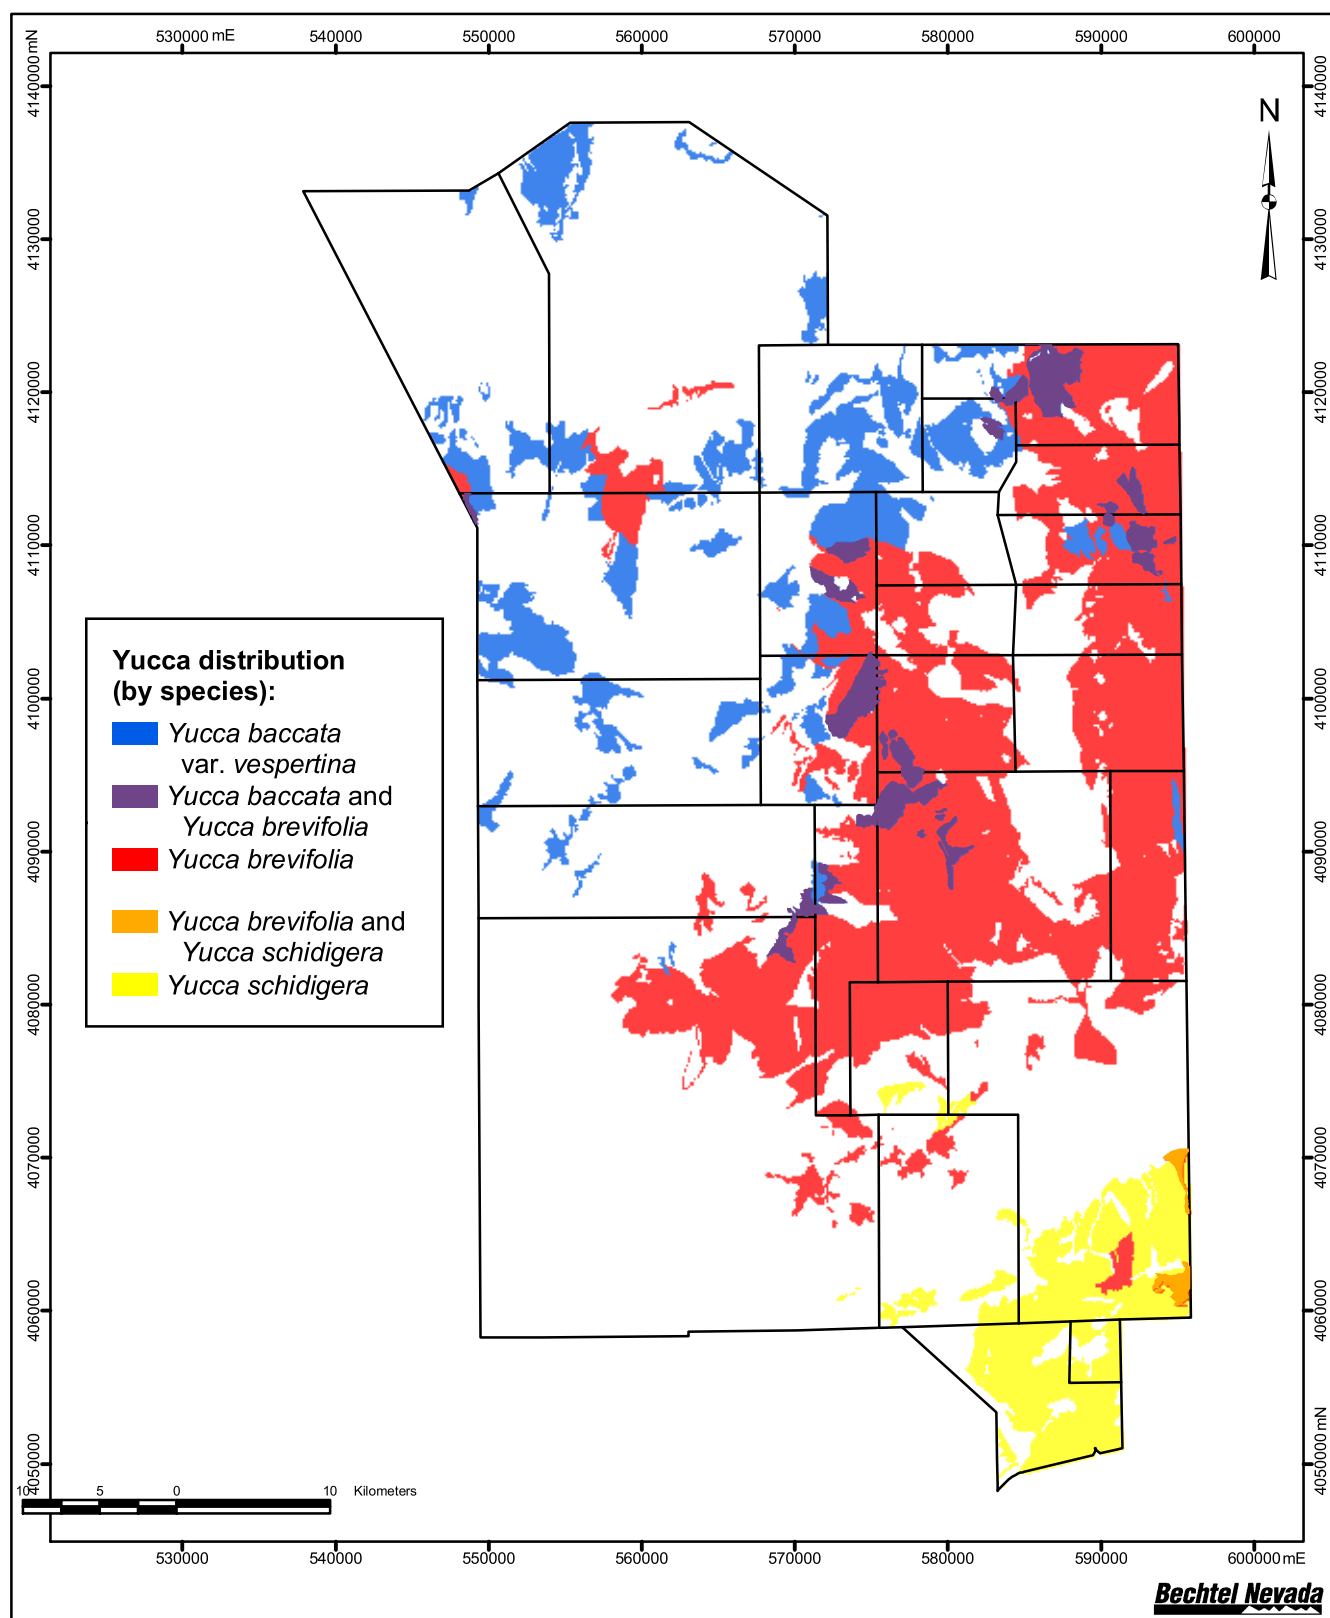 530000 mE 540000 550000 560000 570000 580000 590000 600000
4140000 mN
4130000
4120000
4110000
4100000
4090000
4080000
4070000
4060000
4050000
N
4140000
4130000
4120000
4110000
4100000
4090000
4080000
4070000
4060000
4050000 mN
Yucca distribution
(by species):
Yucca baccata
var. vespertina
Yucca baccata and
Yucca brevifolia
Yucca brevifolia
Yucca brevifolia and
Yucca schidigera
Yucca schidigera
10 5 0 10 Kilometers
530000 540000 550000 560000 570000 580000 590000 600000 mE
Bechtel Nevada